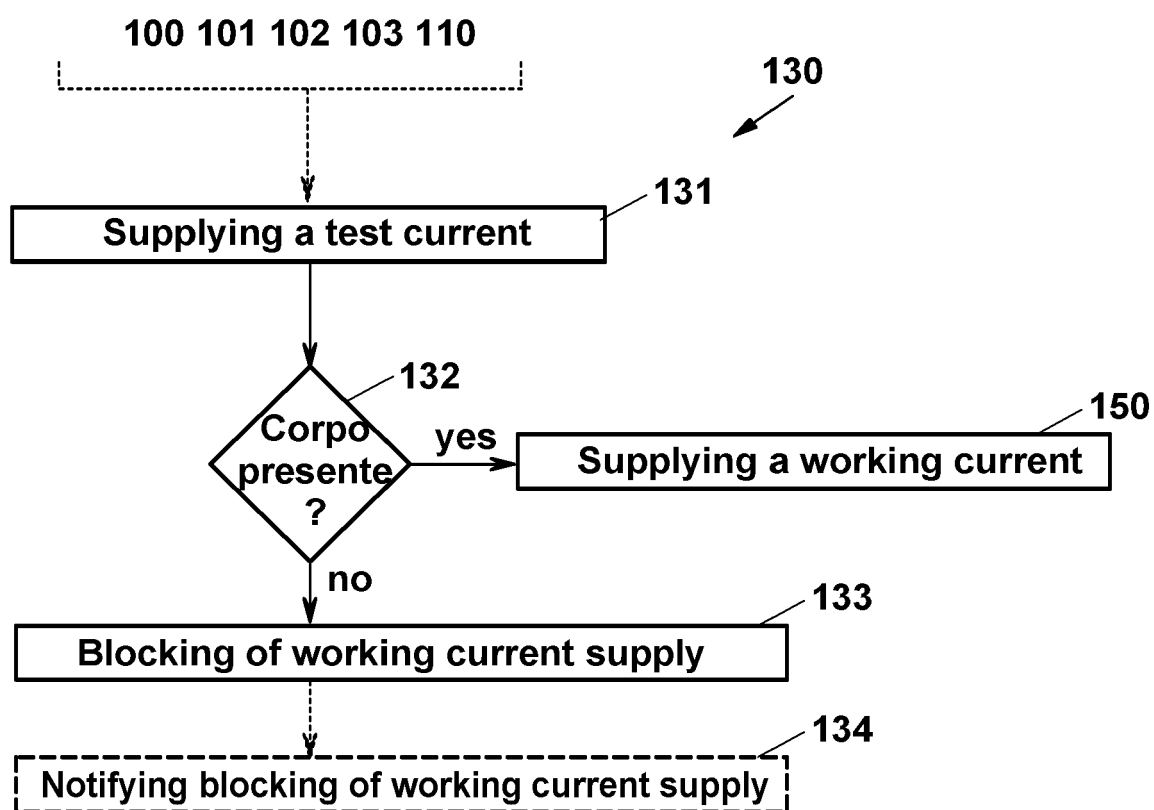 100 101 102 103 110
130
131
Supplying a test current
132
Corpo
presente
?
yes
150
Supplying a working current
no
133
Blocking of working current supply
134
Notifying blocking of working current supply